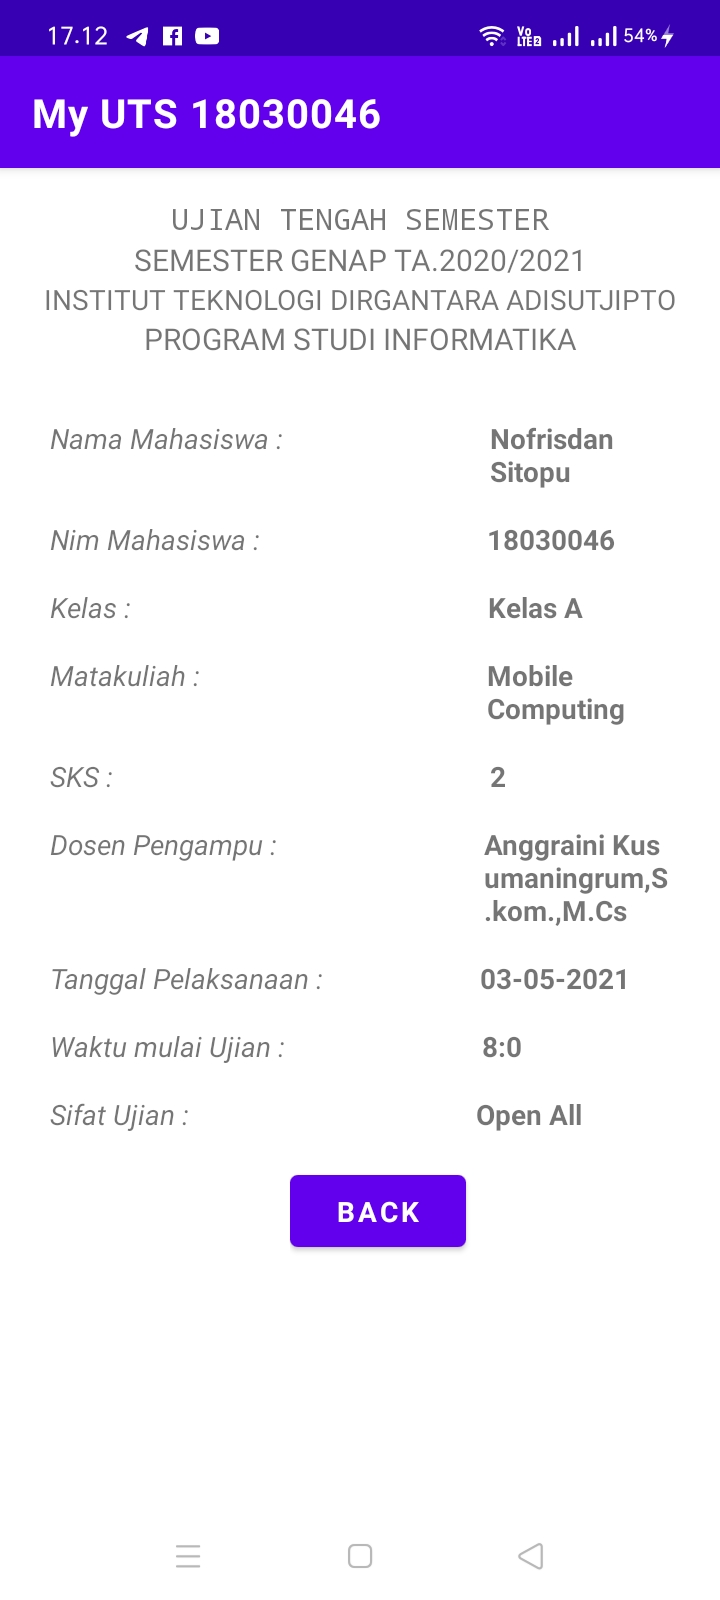 17.12 54%
My UTS 18030046
UJIAN TENGAH SEMESTER
SEMESTER GENAP TA.2020/2021
INSTITUT TEKNOLOGI DIRGANTARA ADISUTJIPTO
PROGRAM STUDI INFORMATIKA
Nama Mahasiswa : Nofrisdan
Sitopu
Nim Mahasiswa : 18030046
Kelas : Kelas A
Matakuliah : Mobile
Computing
SKS : 2
Dosen Pengampu : Anggraini Kus
umaningrum,S
.kom.,M.Cs
Tanggal Pelaksanaan : 03-05-2021
Waktu mulai Ujian : 8:0
Sifat Ujian : Open All
BACK